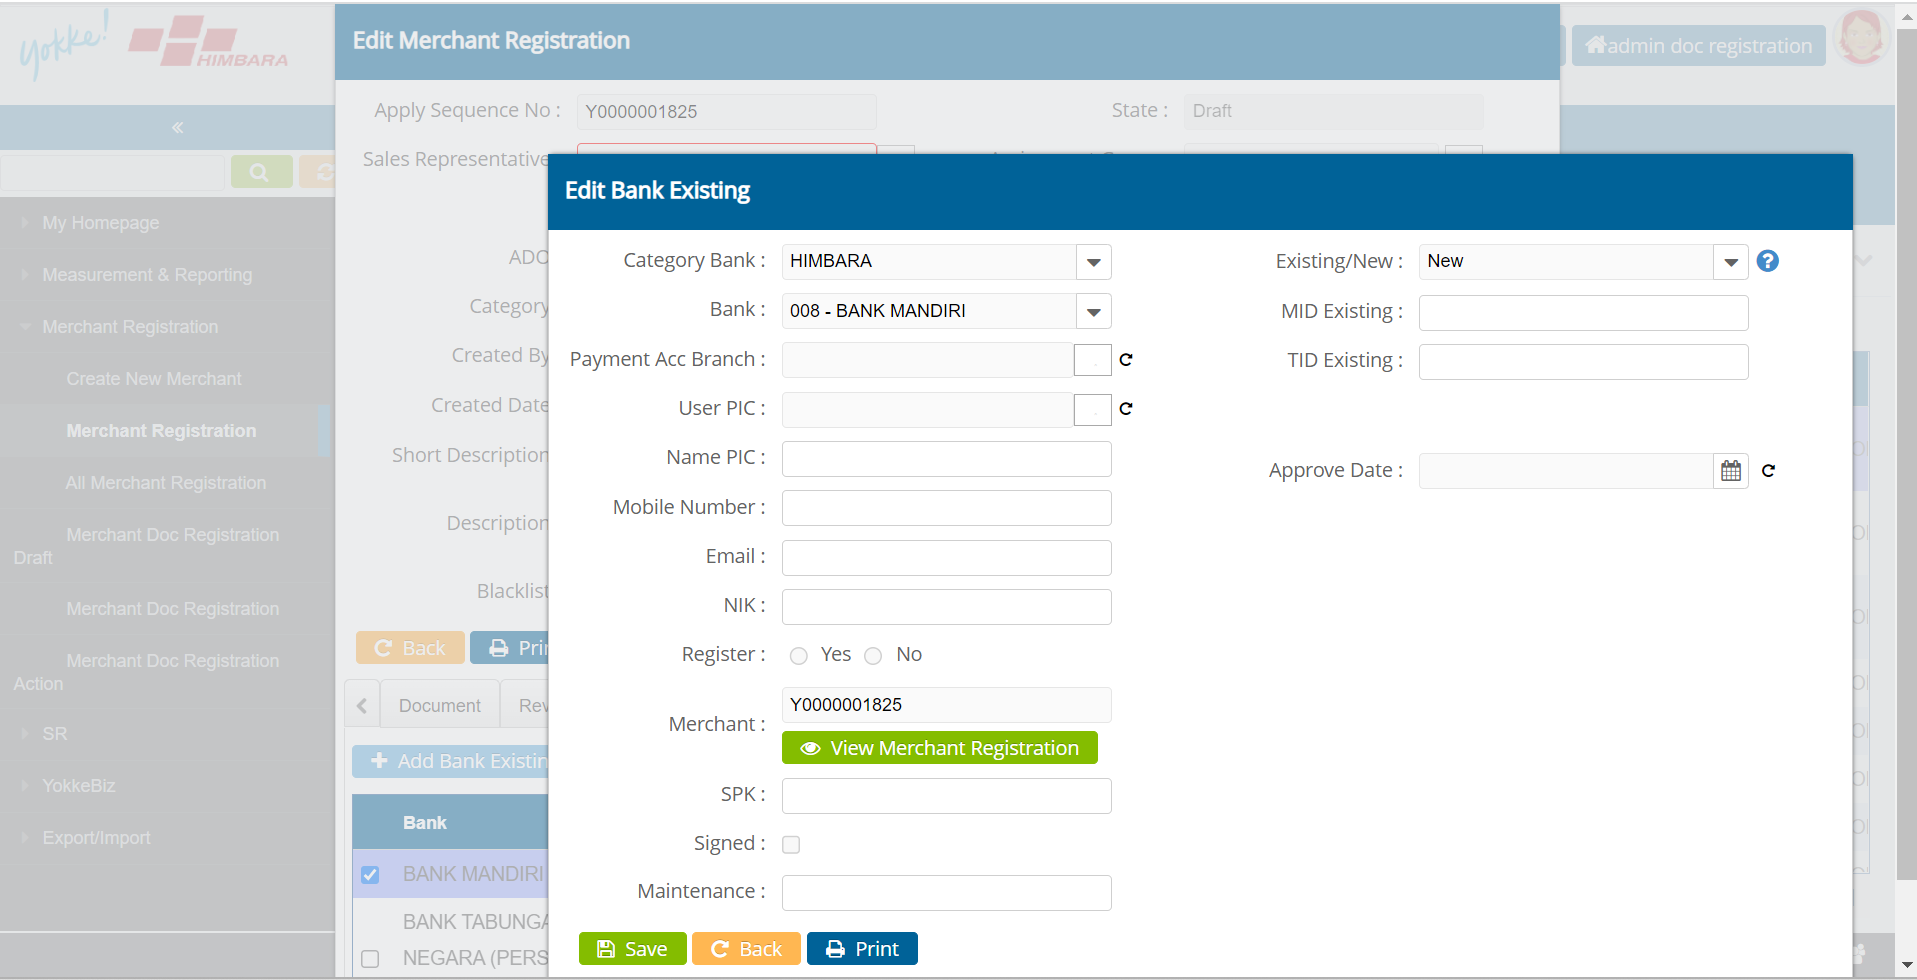 yokke!
HIMBARA
Edit Merchant Registration
admin doc registration
Apply Sequence No :
Y0000001825
State :
Draft
Sales Representative
Edit Bank Existing
My Homepage
Measurement & Reporting
Merchant Registration
Create New Merchant
Merchant Registration
All Merchant Registration
Merchant Doc Registration
Draft
Merchant Doc Registration
Merchant Doc Registration
Action
SR
YokkeBiz
Export/Import
ADO
Category
Created By
Created Date
Short Description
Description
Blacklist
Back
Document
Add Bank Existin
Bank
BANK MANDIRI
BANK TABUNGA
NEGARA (PERS
Category Bank :
HIMBARA
Bank :
008 - BANK MANDIRI
Payment Acc Branch :
User PIC :
Name PIC :
Mobile Number :
Email :
NIK :
Register :
Yes
No
Merchant :
Y0000001825
View Merchant Registration
SPK :
Signed :
Maintenance :
Save
Back
Print
Existing/New :
New
?
MID Existing :
TID Existing :
Approve Date :